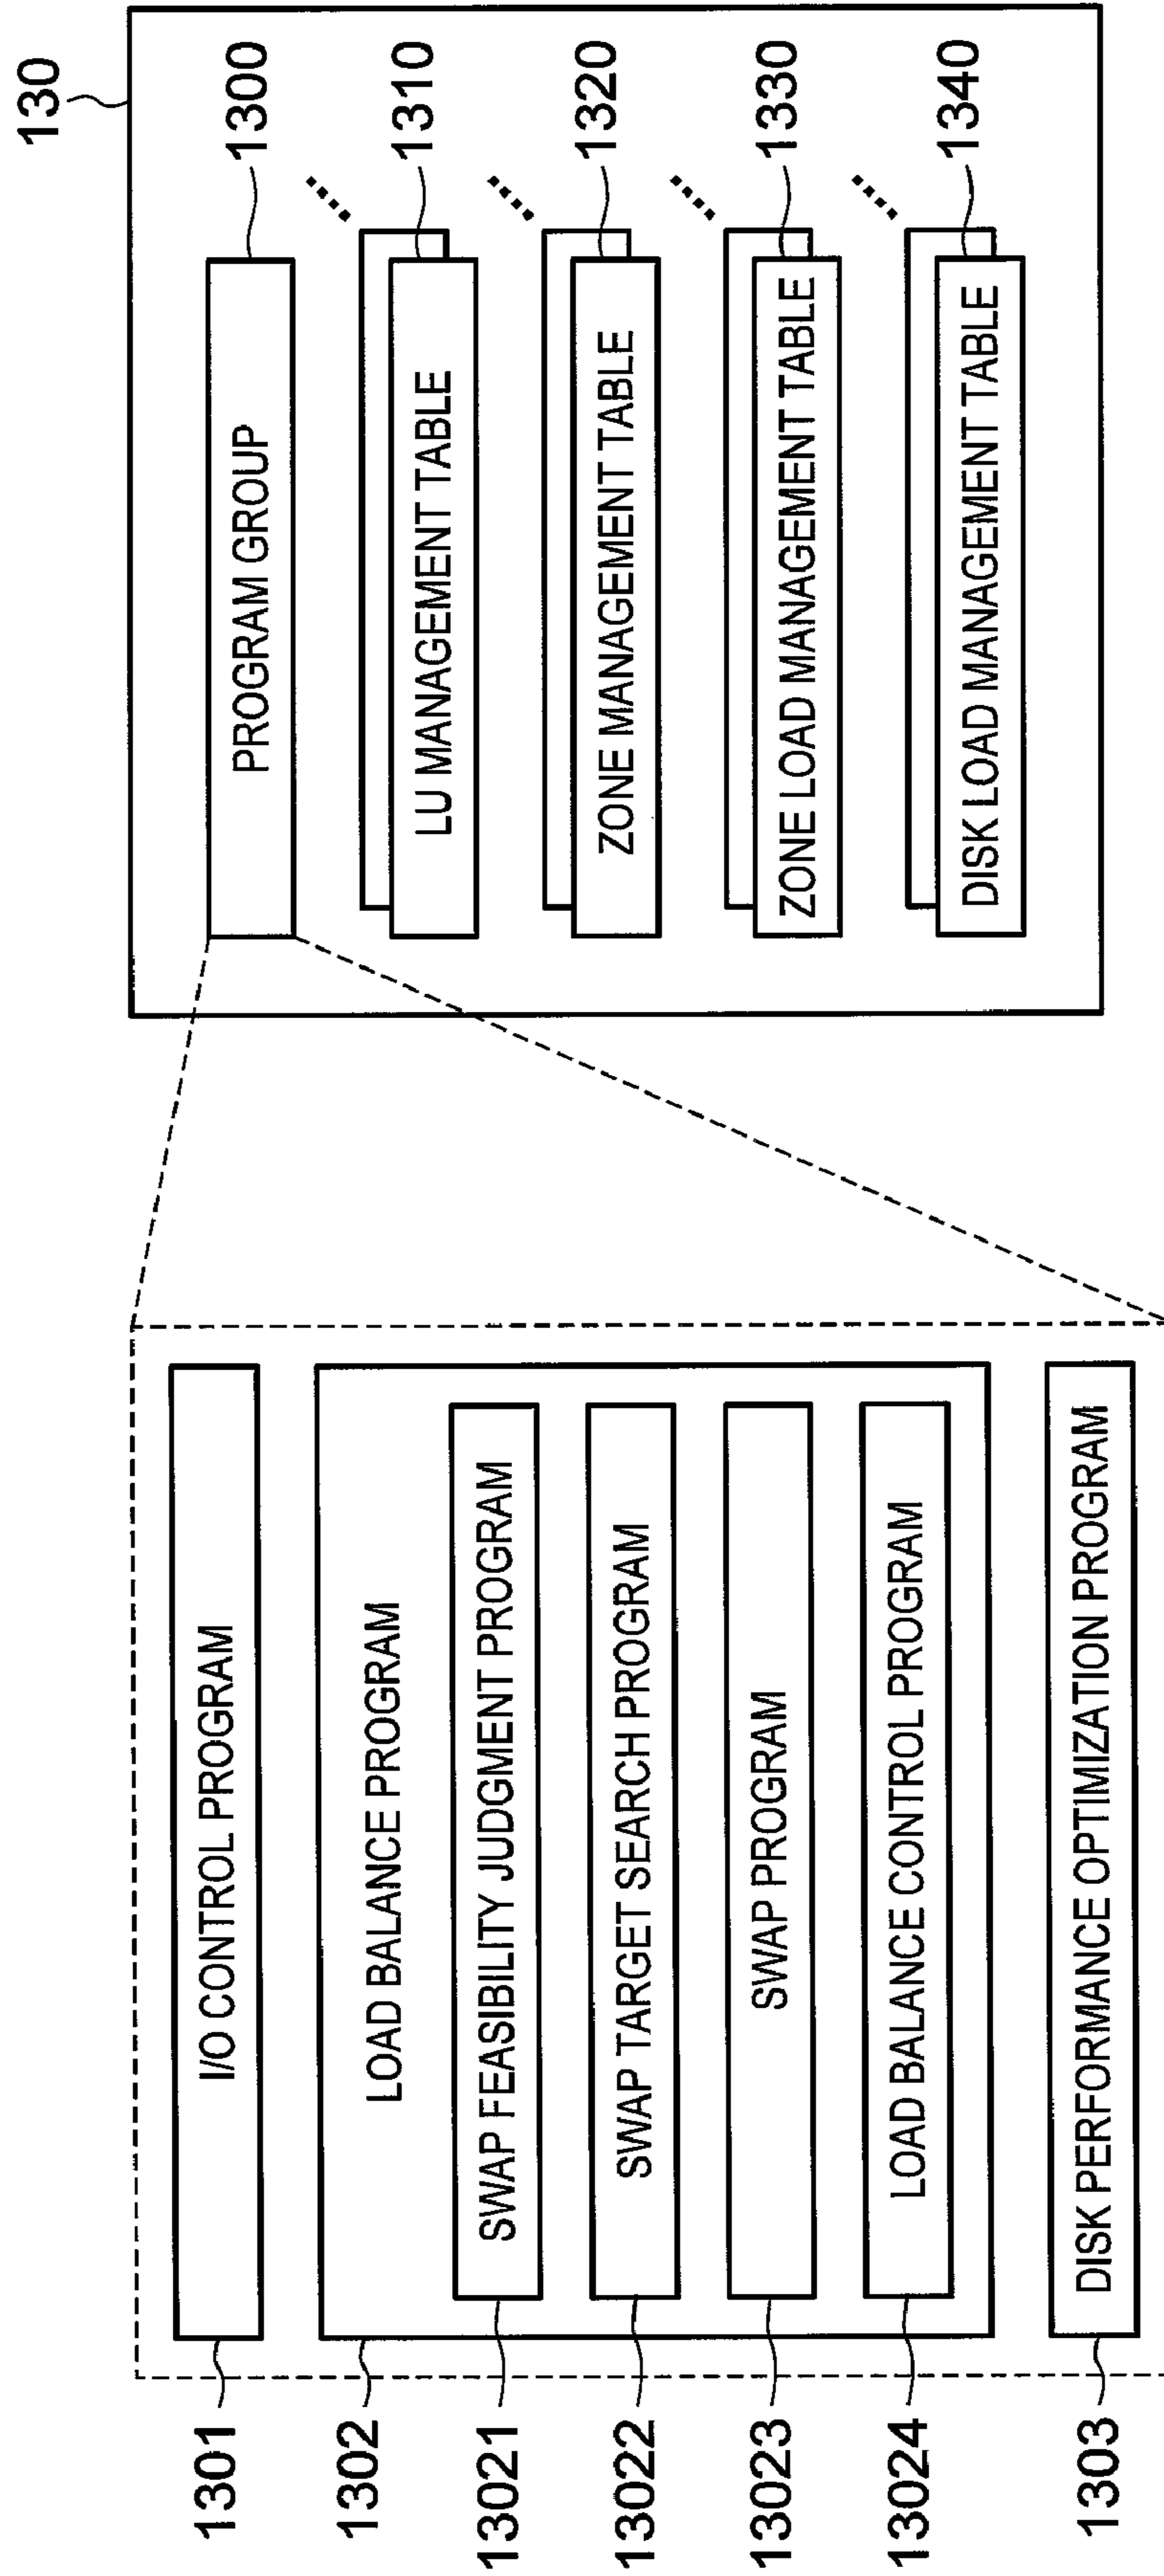 130
PROGRAM GROUP
1300
LU MANAGEMENT TABLE
1310
ZONE MANAGEMENT TABLE
1320
ZONE LOAD MANAGEMENT TABLE
1330
DISK LOAD MANAGEMENT TABLE
1340
1301
I/O CONTROL PROGRAM
1302
LOAD BALANCE PROGRAM
13021
SWAP FEASIBILITY JUDGMENT PROGRAM
13022
SWAP TARGET SEARCH PROGRAM
13023
SWAP PROGRAM
13024
LOAD BALANCE CONTROL PROGRAM
1303
DISK PERFORMANCE OPTIMIZATION PROGRAM